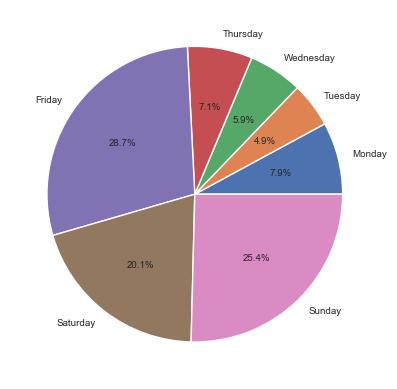 Thursday
Wednesday
Tuesday
Friday
Monday
7.1%
5.9%
4.9%
28.7%
7.9%
20.1%
25.4%
Saturday
Sunday